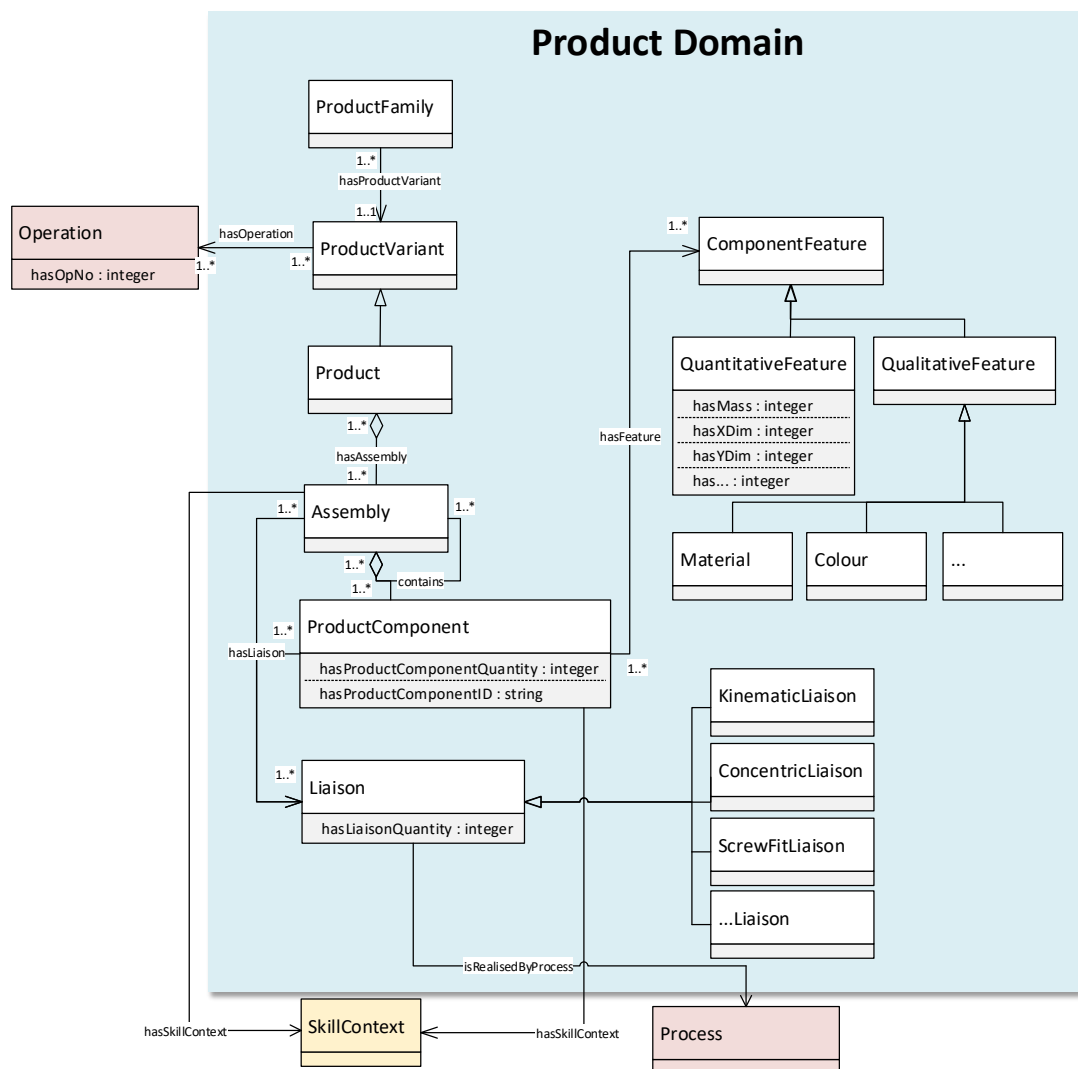 Product Domain
ProductFamily
1..*
hasProductVariant
1..1
Operation
hasOpNo : integer
hasOperation
1..*
1..*
ProductVariant
1..*
ComponentFeature
Product
QuantitativeFeature
hasMass : integer
hasXDim : integer
hasYDim : integer
has... : integer
QualitativeFeature
1..*
hasAssembly
1..*
hasFeature
1..*
Assembly
1..*
1..*
contains
1..*
Material
Colour
...
ProductComponent
hasProductComponentQuantity : integer
hasProductComponentID : string
1..*
hasLiaison
1..*
KinematicLiaison
ConcentricLiaison
ScrewFitLiaison
...Liaison
1..*
Liaison
hasLiaisonQuantity : integer
isRealisedByProcess
hasSkillContext
SkillContext
hasSkillContext
Process